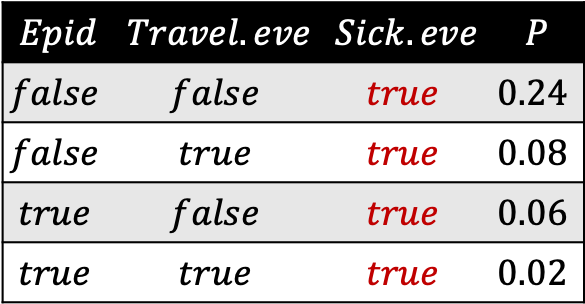 Epid Travel.eve Sick.eve P
false false true 0.24
false true true 0.08
true false true 0.06
true true true 0.02